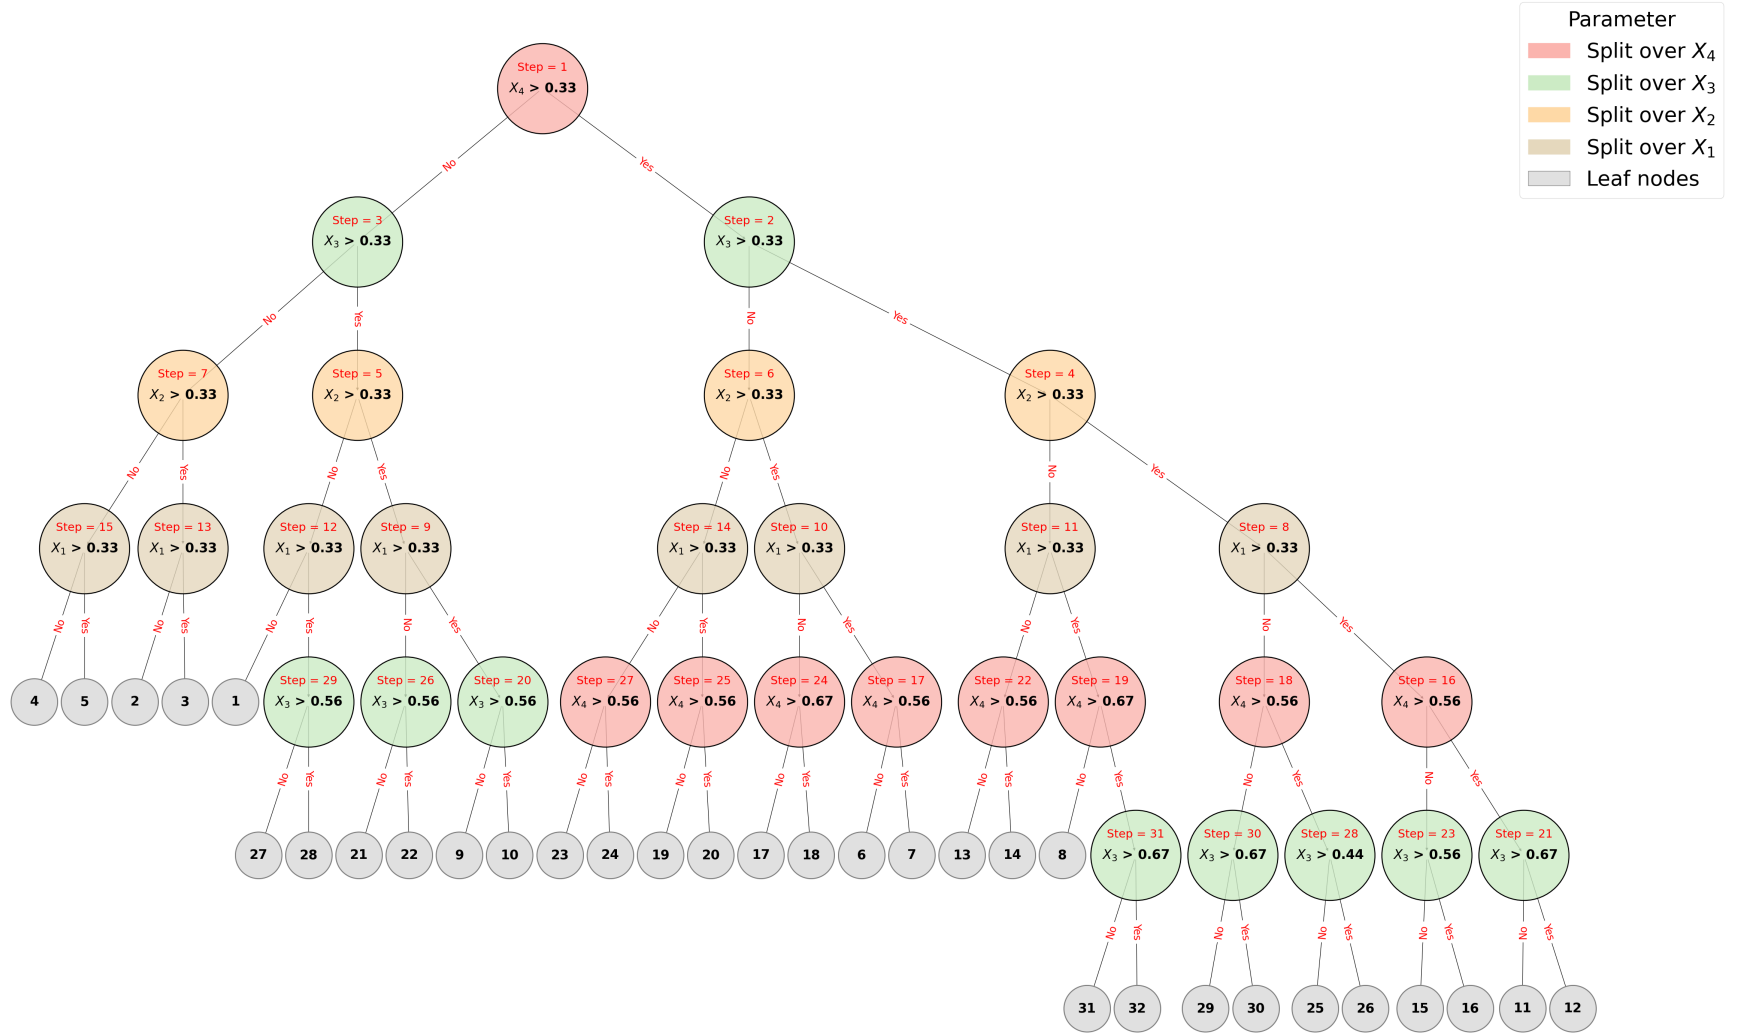 Parameter
Split over X4
Split over X3
Split over X2
Split over X1
Leaf nodes
Step = 1
X4 > 0.33
No
Yes
Step = 3
X3 > 0.33
Step = 2
X3 > 0.33
No
Yes
No
Yes
Step = 7
X2 > 0.33
Step = 5
X2 > 0.33
Step = 6
X2 > 0.33
Step = 4
X2 > 0.33
No
Yes
No
Yes
No
Yes
No
Yes
Step = 15
X1 > 0.33
Step = 13
X1 > 0.33
Step = 12
X1 > 0.33
Step = 9
X1 > 0.33
Step = 14
X1 > 0.33
Step = 10
X1 > 0.33
Step = 11
X1 > 0.33
Step = 8
X1 > 0.33
No
Yes
No
Yes
No
Yes
No
Yes
No
Yes
No
Yes
No
Yes
No
Yes
4
5
2
3
1
Step = 29
X3 > 0.56
Step = 26
X3 > 0.56
Step = 20
X3 > 0.56
Step = 27
X4 > 0.56
Step = 25
X4 > 0.56
Step = 24
X4 > 0.67
Step = 17
X4 > 0.56
Step = 22
X4 > 0.56
Step = 19
X4 > 0.67
Step = 18
X4 > 0.56
Step = 16
X4 > 0.56
No
Yes
No
Yes
No
Yes
No
Yes
No
Yes
No
Yes
No
Yes
No
Yes
No
Yes
No
Yes
No
Yes
27
28
21
22
9
10
23
24
19
20
17
18
6
7
13
14
8
Step = 31
X3 > 0.67
Step = 30
X3 > 0.67
Step = 28
X3 > 0.44
Step = 23
X3 > 0.56
Step = 21
X3 > 0.67
No
Yes
No
Yes
No
Yes
No
Yes
No
Yes
31
32
29
30
25
26
15
16
11
12